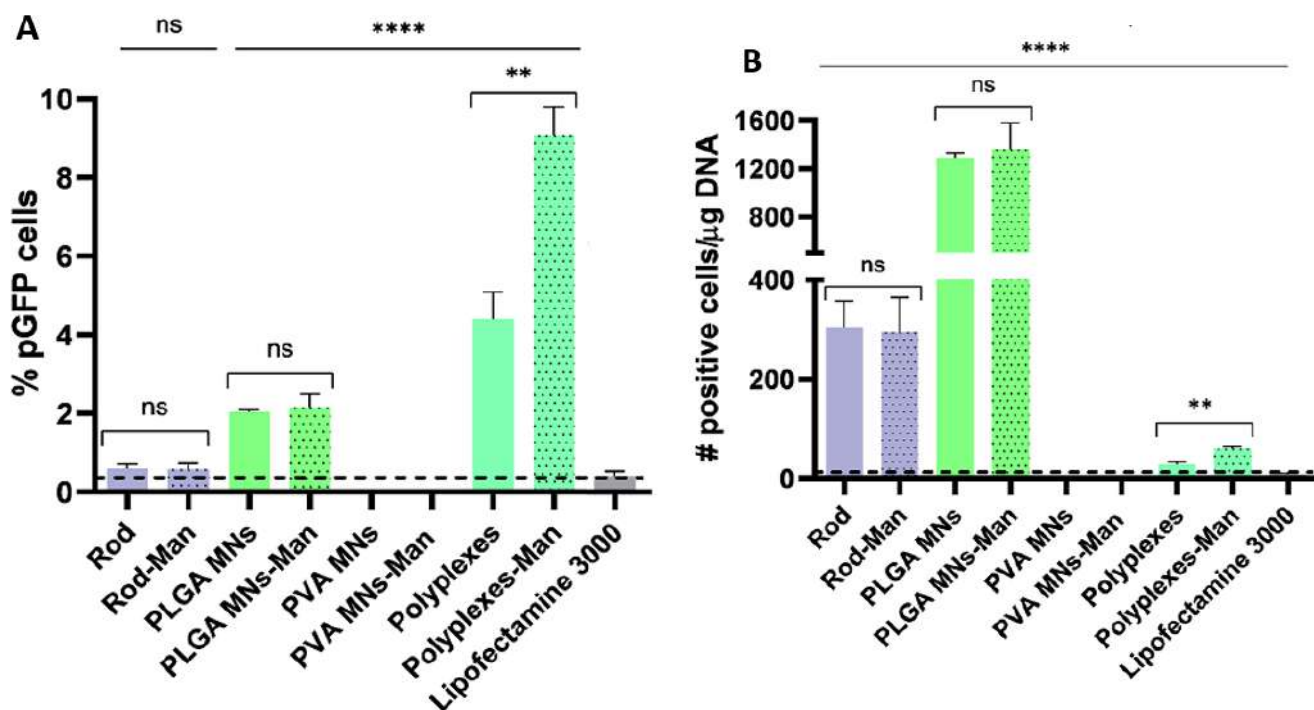 A
ns
****
**
10
8
6
4
2
0
% pGFP cells
ns
ns
Rod
Rod-Man
PLGA MNs
PLGA MNs-Man
PVA MNs
PVA MNs-Man
Polyplexes
Polyplexes-Man
Lipofectamine 3000
B
****
ns
1600
1200
800
400
200
0
# positive cells/µg DNA
ns
**
Rod
Rod-Man
PLGA MNs
PLGA MNs-Man
PVA MNs
PVA MNs-Man
Polyplexes
Polyplexes-Man
Lipofectamine 3000